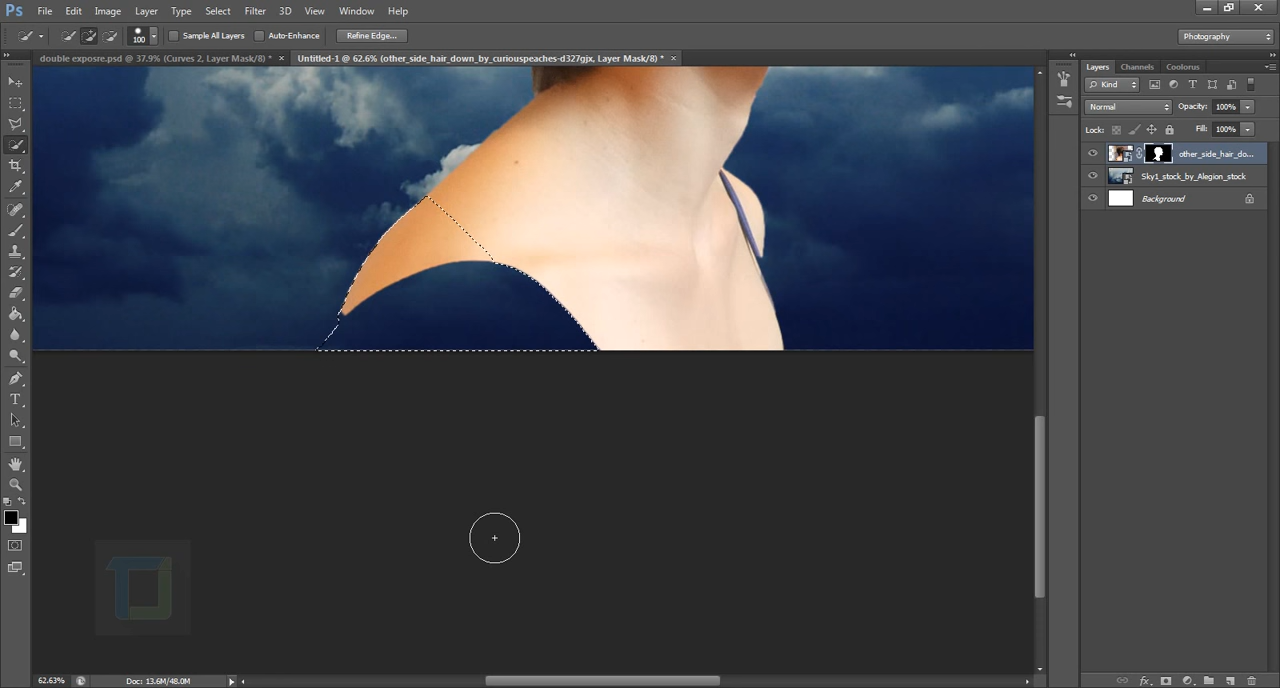 Ps File Edit Image Layer Type Select Filter 3D View Window Help
100 Sample All Layers Auto-Enhance Refine Edge... Photography
double exposre.psd @ 37.9% (Curves 2, Layer Mask/8) * × Untitled-1 @ 62.6% (other_side_hair_down_by_curiouspeaches-d327gjx, Layer Mask/8) * ×
Layers Channels Coolorus
Kind
Normal Opacity: 100%
Lock: Fill: 100%
other_side_hair_do...
Sky1_stock_by_Alegion_stock
Background
62.63% Doc: 13.6M/48.0M